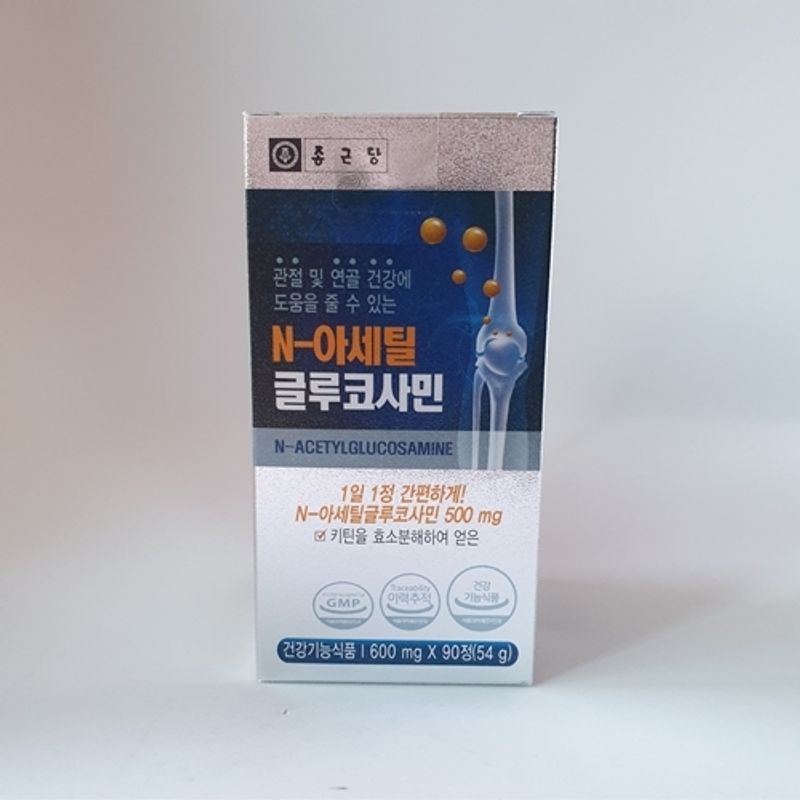 종근당
관절 및 연골 건강에
도움을 줄 수 있는
N-아세틸
글루코사민
N-ACETYLGLUCOSAMINE
1일 1정 간편하게!
N-아세틸글루코사민 500 mg
키틴을 효소분해하여 얻은
GMP
Traceability
이력추적
건강
기능식품
건강기능식품 | 600 mg X 90정(54 g)